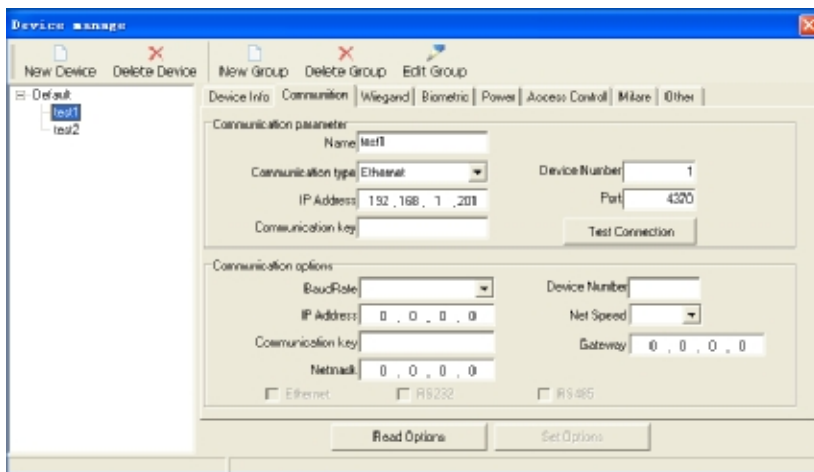 Device manage
New Device Delete Device New Group Delete Group Edit Group
Default
test1
test2
Device Info Communition Wiegand Biometric Power Access Control Mifare Other
Communication parameter
Name test1
Communication type Ethernet Device Number 1
IP Address 192 . 168 . 1 . 201 Port 4370
Communication key Test Connection
Communication options
BaudRate Device Number
IP Address 0 . 0 . 0 . 0 Net Speed
Communication key Gateway 0 . 0 . 0 . 0
Netmask 0 . 0 . 0 . 0
Ethernet RS232 RS485
Read Options Set Options